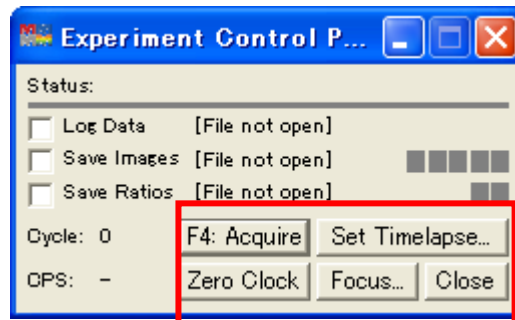 Experiment Control P...
Status:
Log Data [File not open]
Save Images [File not open]
Save Ratios [File not open]
Cycle: 0 F4: Acquire Set Timelapse...
CPS: - Zero Clock Focus... Close